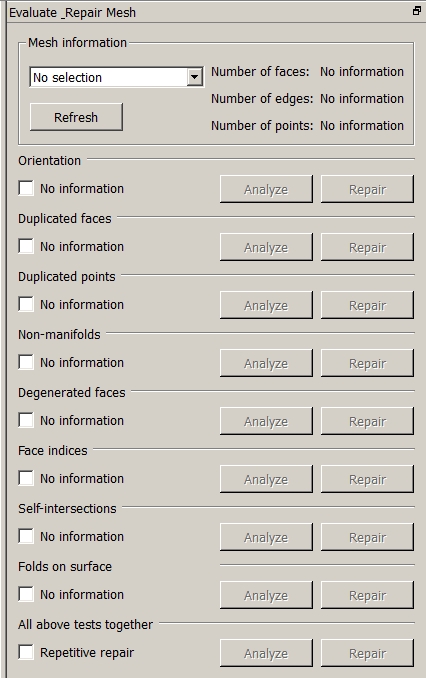 Evaluate _Repair Mesh
Mesh information
No selection
Number of faces: No information
Number of edges: No information
Refresh
Number of points: No information
Orientation
No information Analyze Repair
Duplicated faces
No information Analyze Repair
Duplicated points
No information Analyze Repair
Non-manifolds
No information Analyze Repair
Degenerated faces
No information Analyze Repair
Face indices
No information Analyze Repair
Self-intersections
No information Analyze Repair
Folds on surface
No information Analyze Repair
All above tests together
Repetitive repair Analyze Repair